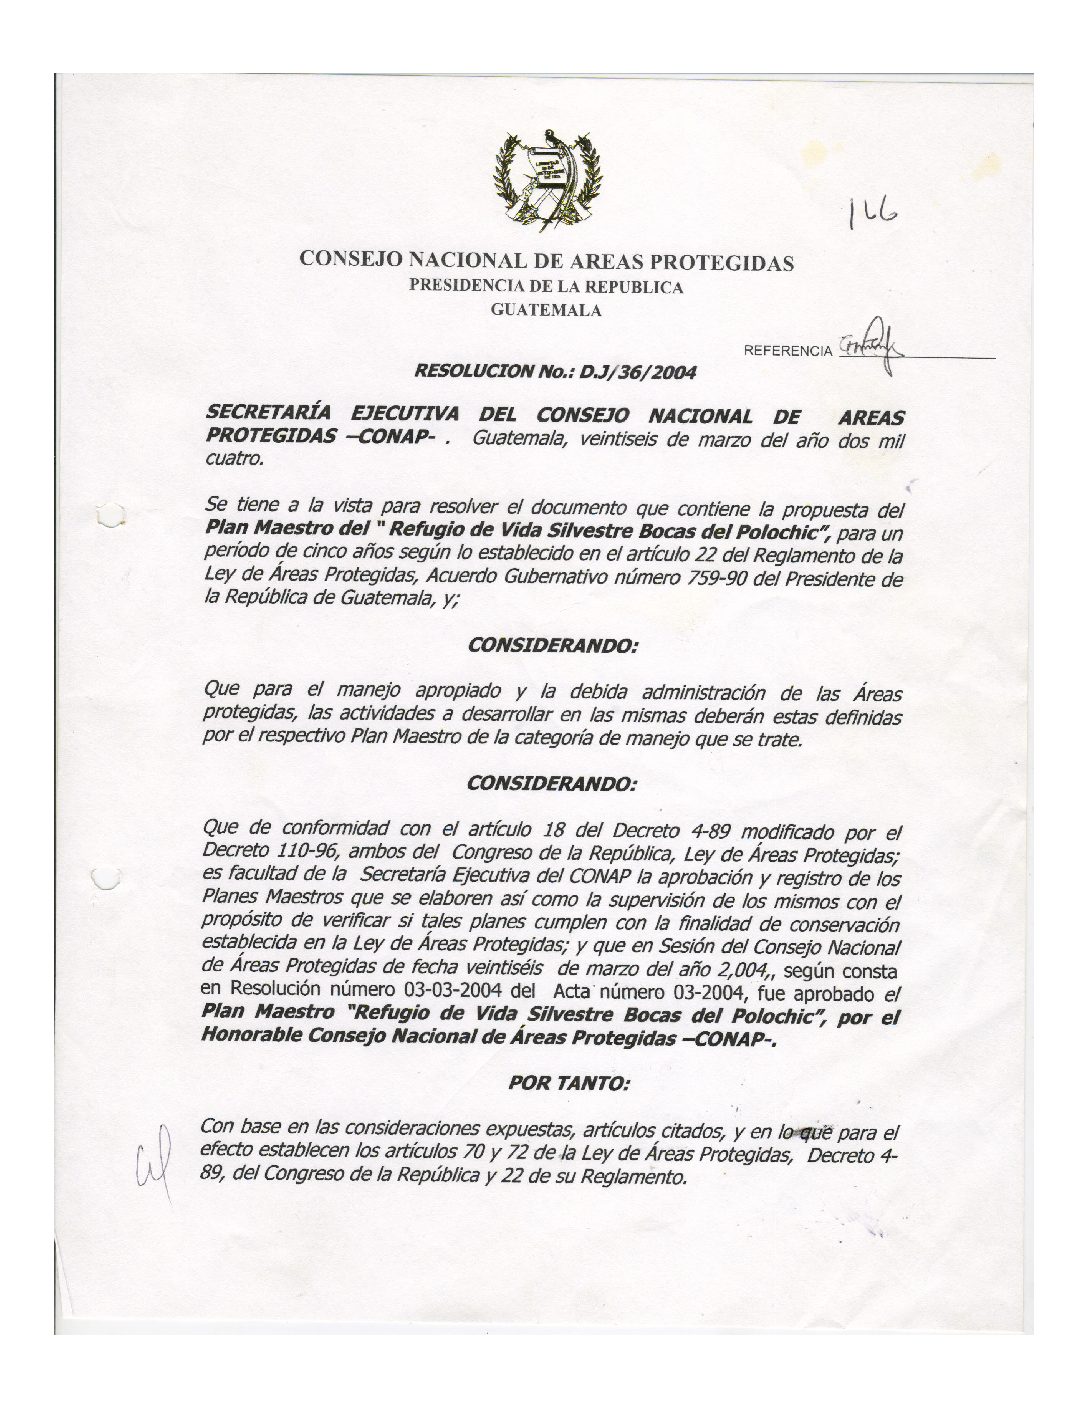 166
CONSEJO NACIONAL DE AREAS PROTEGIDAS
PRESIDENCIA DE LA REPUBLICA
GUATEMALA
REFERENCIA
RESOLUCION No.: D.J/36/2004
SECRETARÍA EJECUTIVA DEL CONSEJO NACIONAL DE AREAS
PROTEGIDAS –CONAP- . Guatemala, veintiseis de marzo del año dos mil
cuatro.
Se tiene a la vista para resolver el documento que contiene la propuesta del
Plan Maestro del " Refugio de Vida Silvestre Bocas del Polochic", para un
período de cinco años según lo establecido en el artículo 22 del Reglamento de la
Ley de Áreas Protegidas, Acuerdo Gubernativo número 759-90 del Presidente de
la República de Guatemala, y;
CONSIDERANDO:
Que para el manejo apropiado y la debida administración de las Áreas
protegidas, las actividades a desarrollar en las mismas deberán estas definidas
por el respectivo Plan Maestro de la categoría de manejo que se trate.
CONSIDERANDO:
Que de conformidad con el artículo 18 del Decreto 4-89 modificado por el
Decreto 110-96, ambos del Congreso de la República, Ley de Áreas Protegidas;
es facultad de la Secretaría Ejecutiva del CONAP la aprobación y registro de los
Planes Maestros que se elaboren así como la supervisión de los mismos con el
propósito de verificar si tales planes cumplen con la finalidad de conservación
establecida en la Ley de Áreas Protegidas; y que en Sesión del Consejo Nacional
de Áreas Protegidas de fecha veintiséis de marzo del año 2,004,, según consta
en Resolución número 03-03-2004 del Acta número 03-2004, fue aprobado el
Plan Maestro "Refugio de Vida Silvestre Bocas del Polochic", por el
Honorable Consejo Nacional de Áreas Protegidas –CONAP-.
POR TANTO:
Con base en las consideraciones expuestas, artículos citados, y en lo que para el
efecto establecen los artículos 70 y 72 de la Ley de Áreas Protegidas, Decreto 4-
89, del Congreso de la República y 22 de su Reglamento.